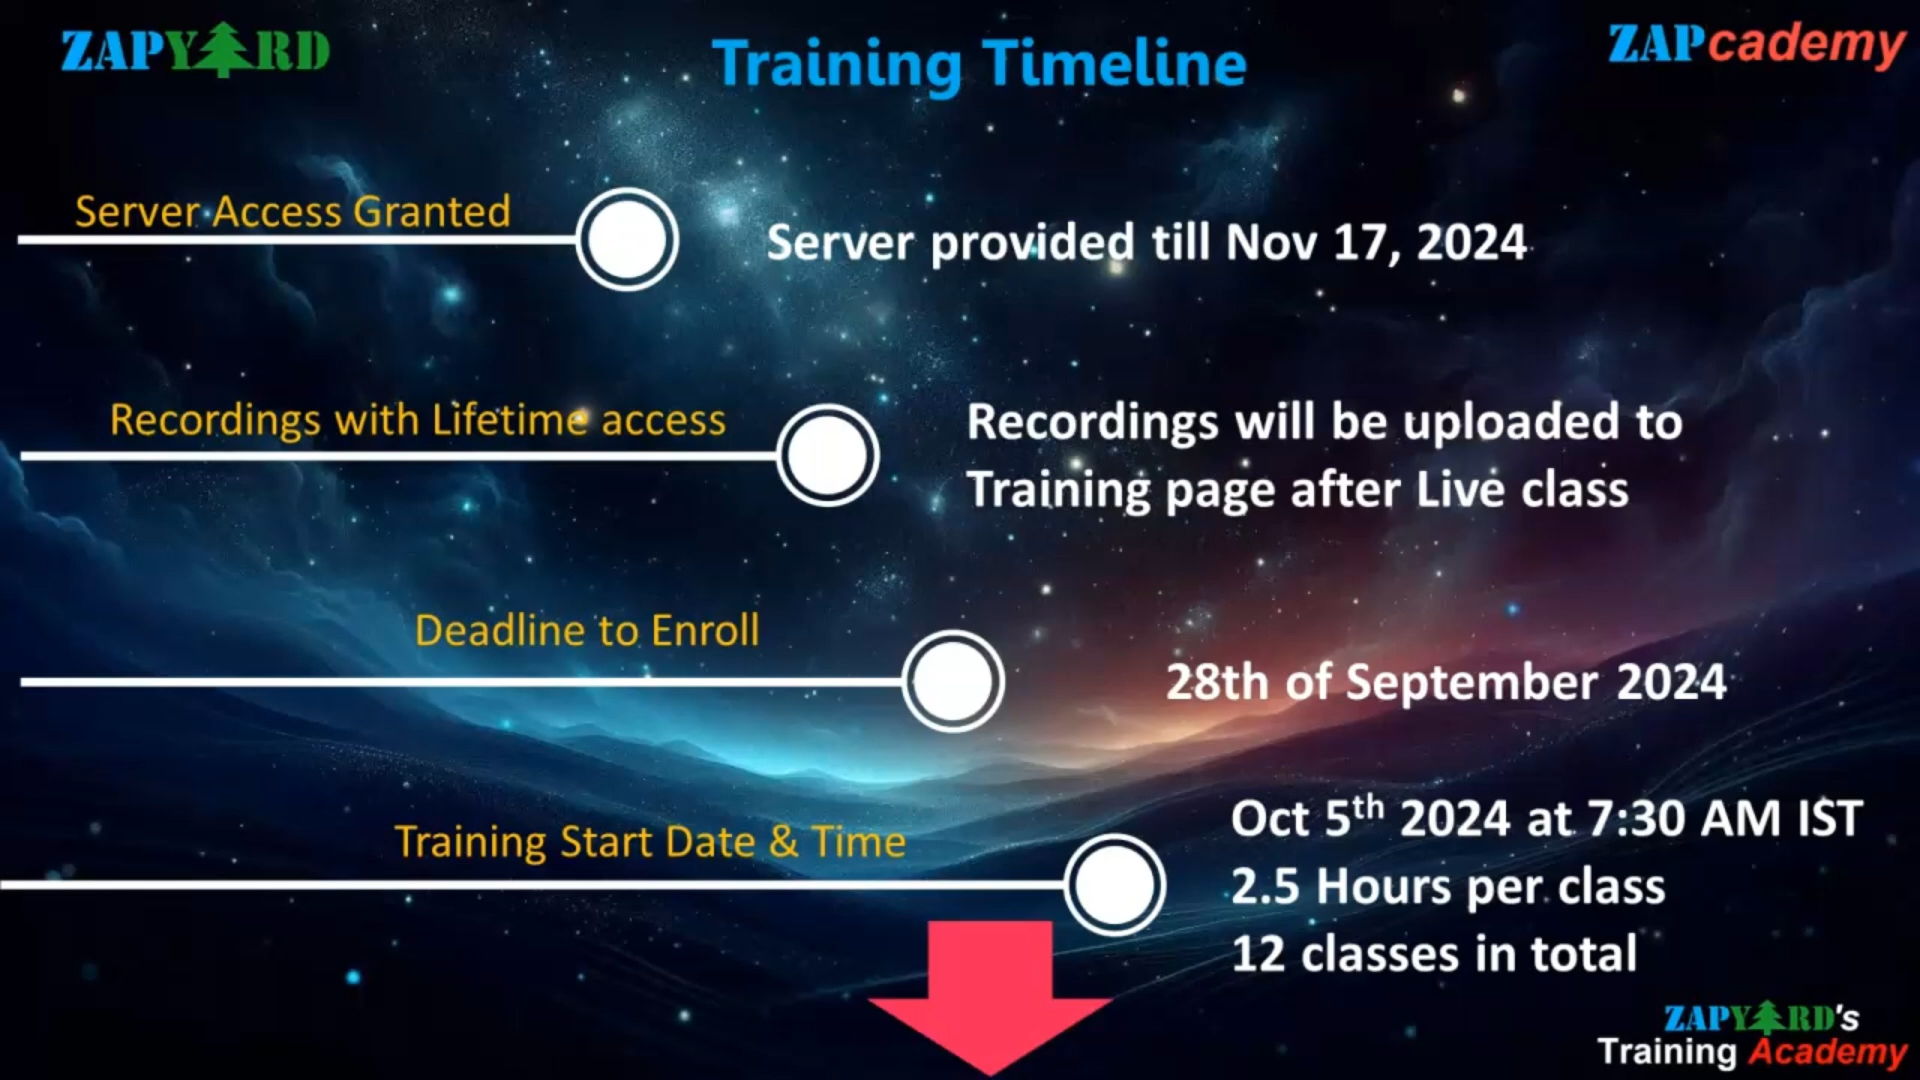 ZAPYARD
Training Timeline
ZAPcademy
Server Access Granted
Server provided till Nov 17, 2024
Recordings with Lifetime access
Recordings will be uploaded to
Training page after Live class
Deadline to Enroll
28th of September 2024
Training Start Date & Time
Oct 5th 2024 at 7:30 AM IST
2.5 Hours per class
12 classes in total
ZAPYARD's
Training Academy